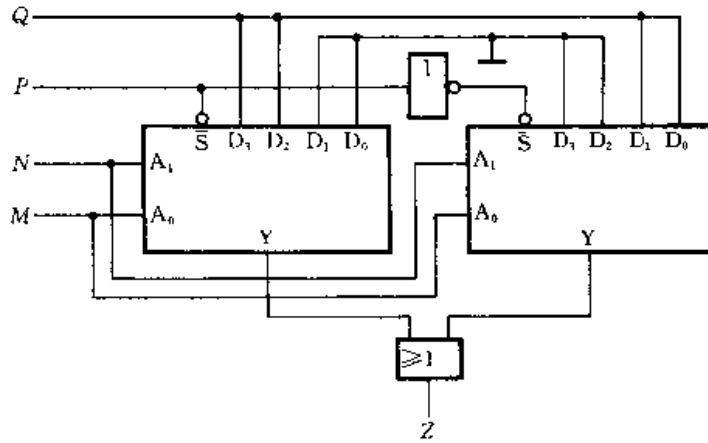 Q
P
1
S̅ D₃ D₂ D₁ D₀
S̅ D₃ D₂ D₁ D₀
N
A₁
A₁
M
A₀
A₀
Y
Y
≥1
Z